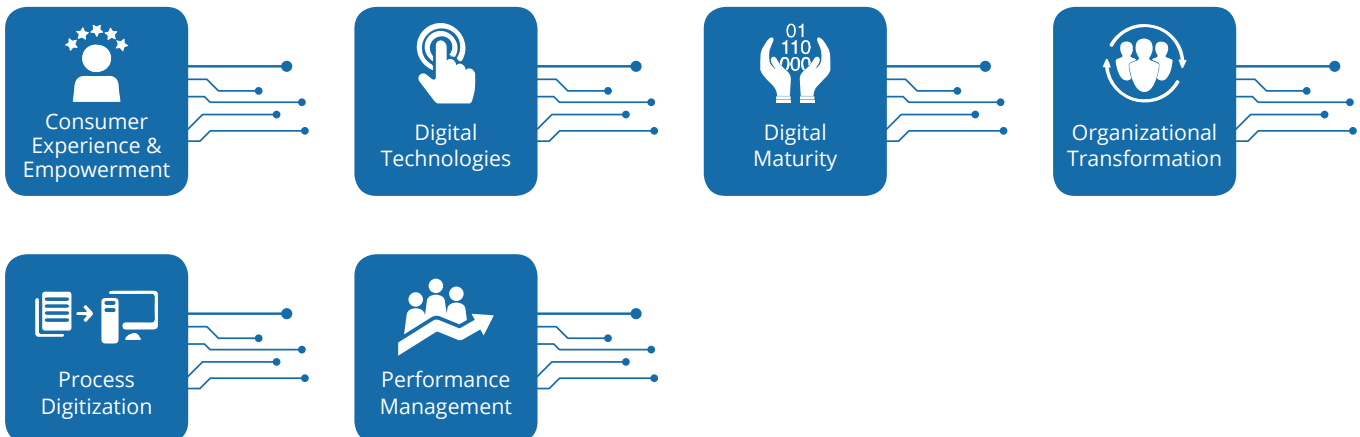 Consumer
Experience &
Empowerment
Digital
Technologies
01
110
000
Digital
Maturity
Organizational
Transformation
Process
Digitization
Performance
Management